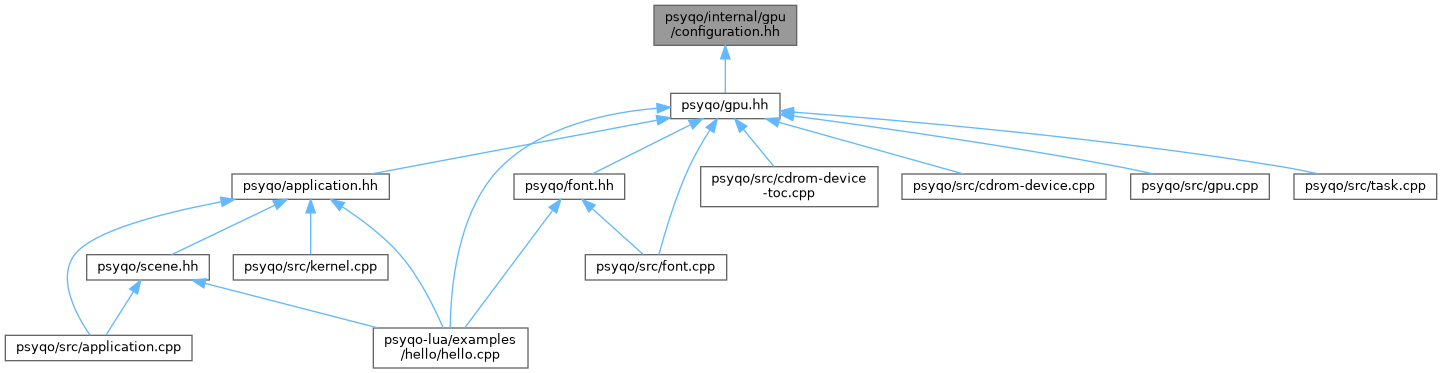 psyqo/internal/gpu
/configuration.hh
psyqo/gpu.hh
psyqo/application.hh
psyqo/font.hh
psyqo/src/cdrom-device
-toc.cpp
psyqo/src/cdrom-device.cpp
psyqo/src/gpu.cpp
psyqo/src/task.cpp
psyqo/scene.hh
psyqo/src/kernel.cpp
psyqo/src/font.cpp
psyqo/src/application.cpp
psyqo-lua/examples
/hello/hello.cpp